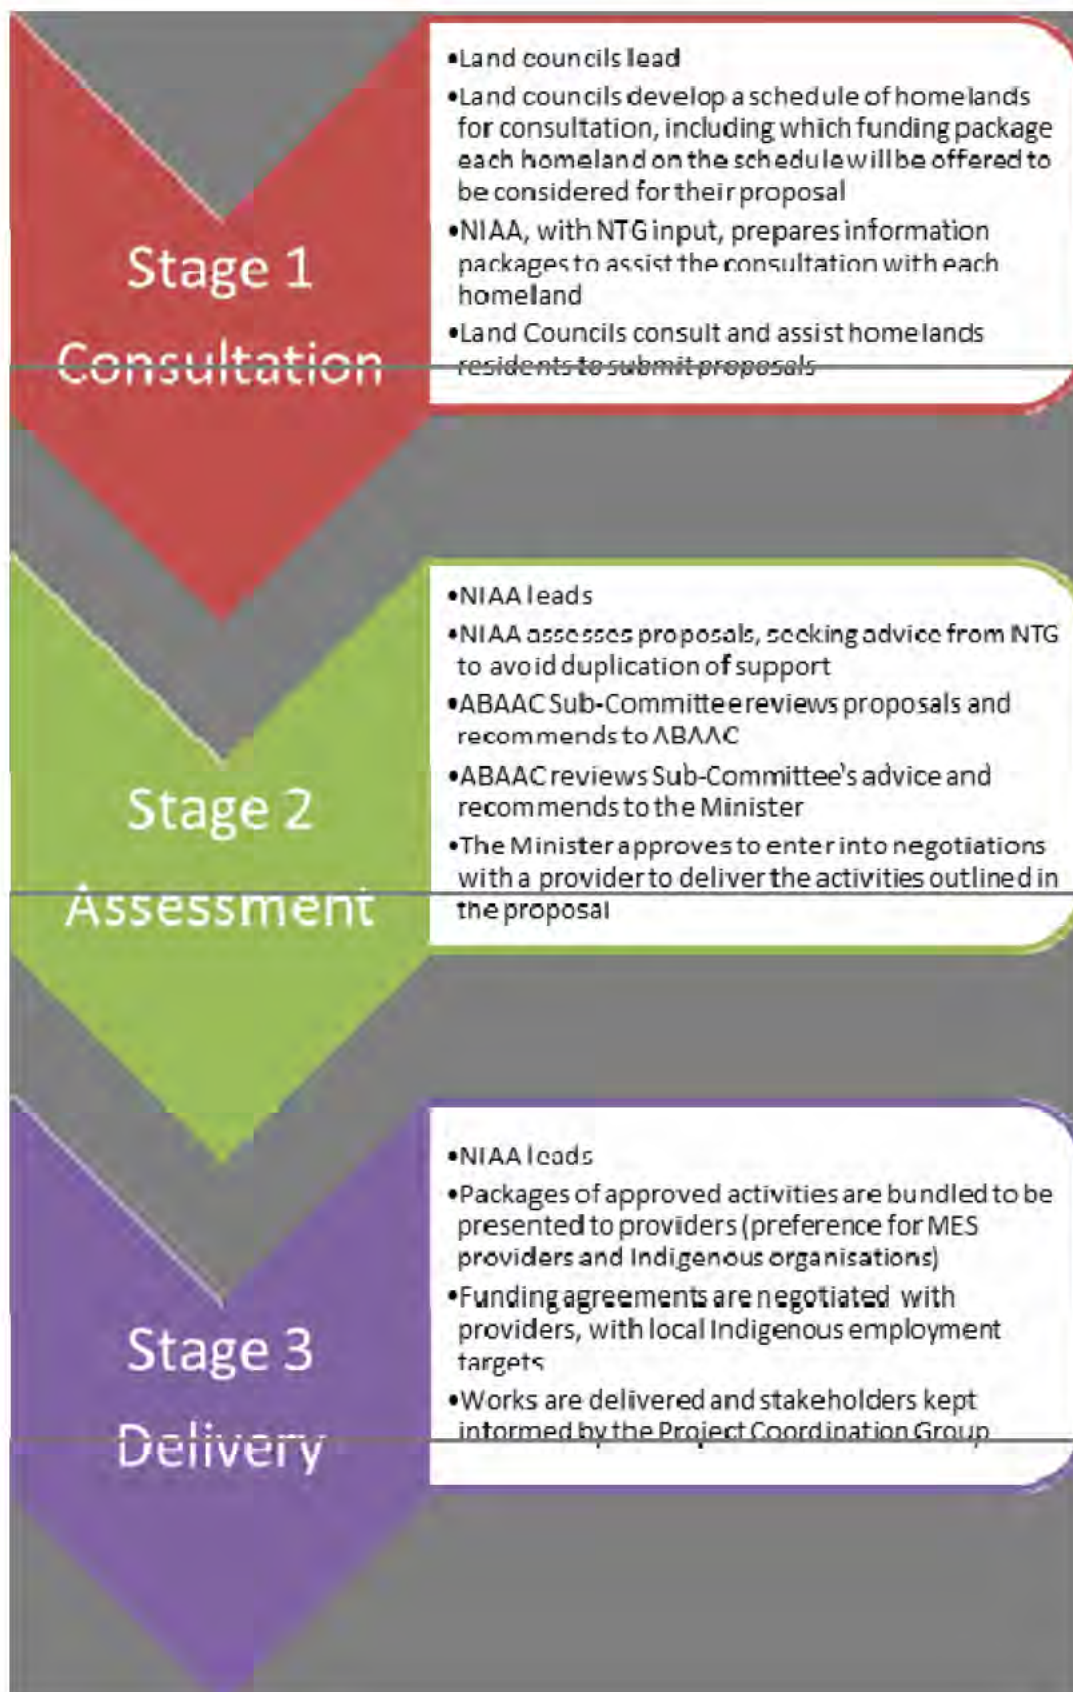 Stage 1
Consultation
•Land councils lead
•Land councils develop a schedule of homelands
for consultation, including which funding package
each homeland on the schedule will be offered to
be considered for their proposal
•NIAA, with NTG input, prepares information
packages to assist the consultation with each
homeland
•Land Councils consult and assist homelands
residents to submit proposals
Stage 2
Assessment
•NIAA leads
•NIAA assesses proposals, seeking advice from NTG
to avoid duplication of support
•ABAAC Sub-Committee reviews proposals and
recommends to ABAAC
•ABAAC reviews Sub-Committee's advice and
recommends to the Minister
•The Minister approves to enter into negotiations
with a provider to deliver the activities outlined in
the proposal
Stage 3
Delivery
•NIAA leads
•Packages of approved activities are bundled to be
presented to providers (preference for MES
providers and Indigenous organisations)
•Funding agreements are negotiated with
providers, with local Indigenous employment
targets
•Works are delivered and stakeholders kept
informed by the Project Coordination Group